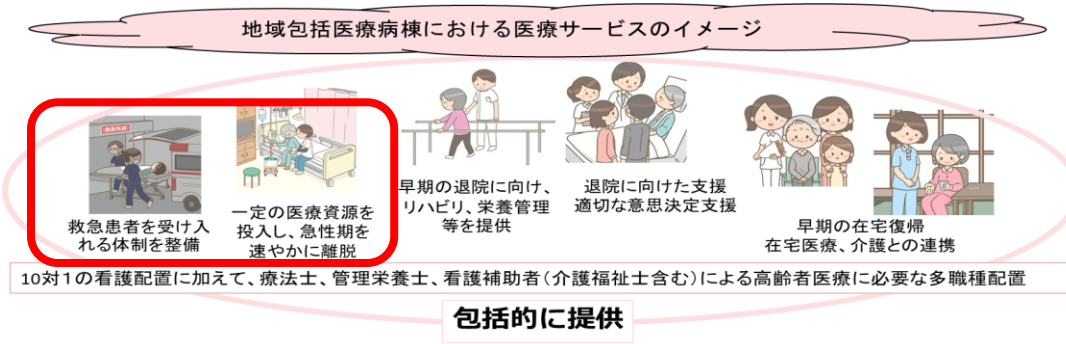 地域包括医療病棟における医療サービスのイメージ
救急患者を受け入
れる体制を整備
一定の医療資源を
投入し、急性期を
速やかに離脱
早期の退院に向け、
リハビリ、栄養管理
等を提供
退院に向けた支援
適切な意思決定支援
早期の在宅復帰
在宅医療、介護との連携
10対1の看護配置に加えて、療法士、管理栄養士、看護補助者(介護福祉士含む)による高齢者医療に必要な多職種配置
包括的に提供